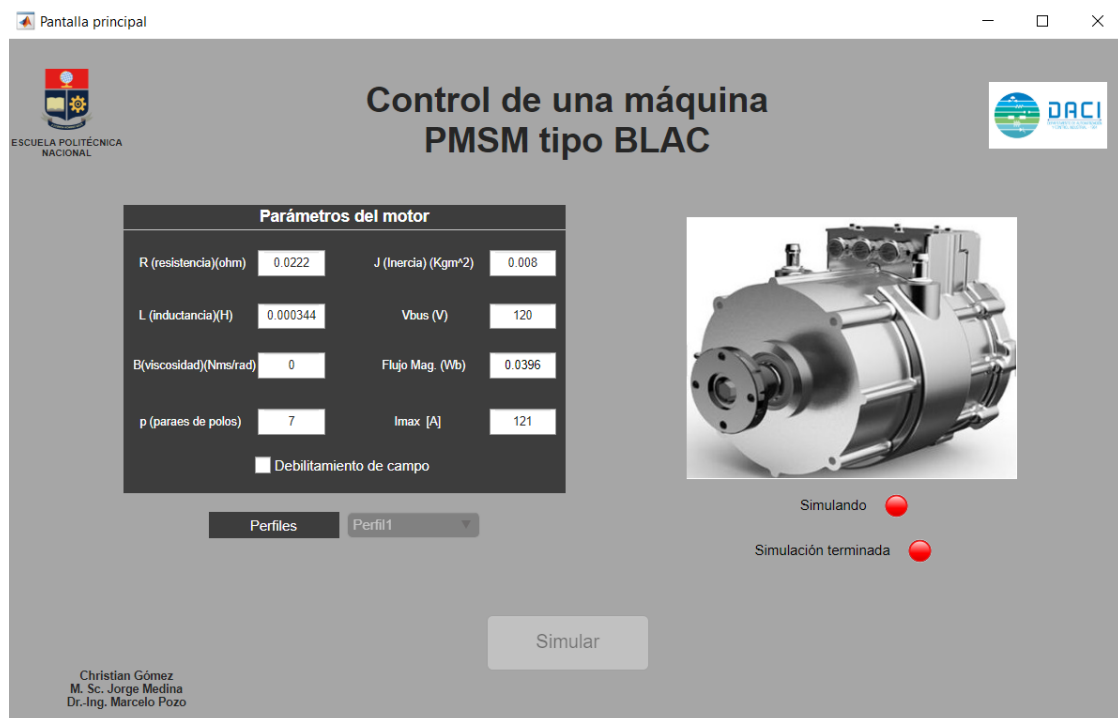 Pantalla principal
Control de una máquina
PMSM tipo BLAC
ESCUELA POLITÉCNICA
NACIONAL
DACI
Parámetros del motor
R (resistencia)(ohm) 0.0222 J (Inercia) (Kgm^2) 0.008
L (inductancia)(H) 0.000344 Vbus (V) 120
B(viscosidad)(Nms/rad) 0 Flujo Mag. (Wb) 0.0396
p (paraes de polos) 7 Imax [A] 121
Debilitamiento de campo
Perfiles Perfil1
Simulando
Simulación terminada
Simular
Christian Gómez
M. Sc. Jorge Medina
Dr.-Ing. Marcelo Pozo